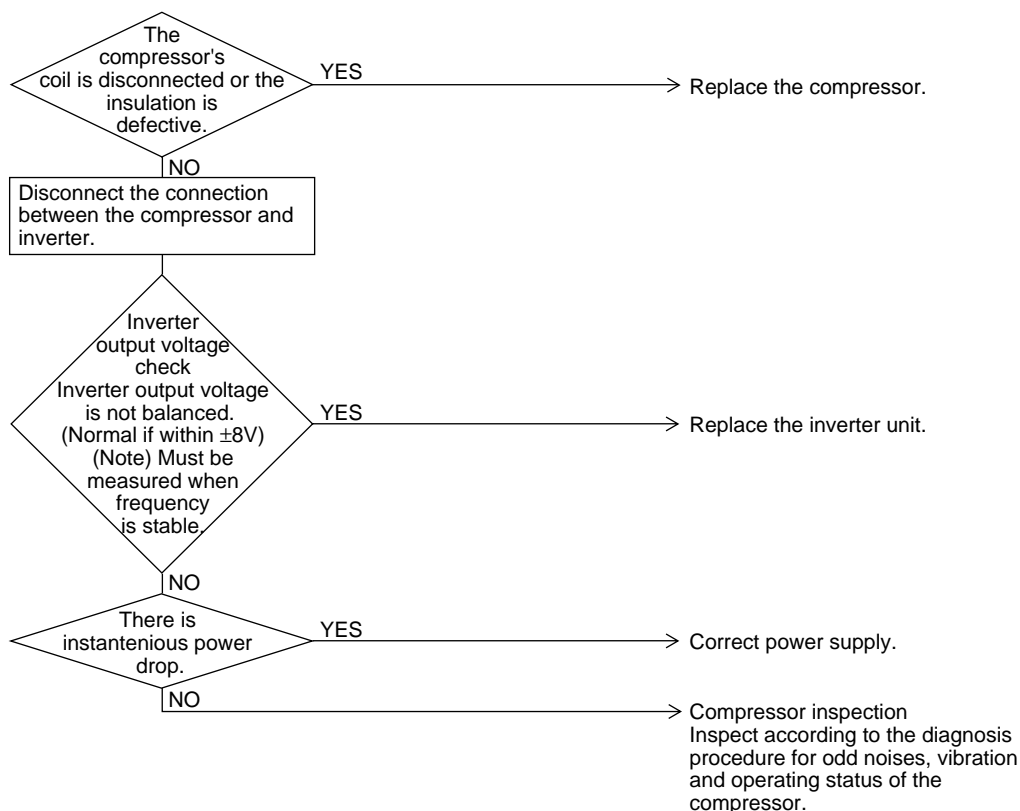 The
compressor's
coil is disconnected or the
insulation is
defective.
YES
Replace the compressor.
NO
Disconnect the connection
between the compressor and
inverter.
Inverter
output voltage
check
Inverter output voltage
is not balanced.
(Normal if within ±8V)
(Note) Must be
measured when
frequency
is stable.
YES
Replace the inverter unit.
NO
There is
instantenious power
drop.
YES
Correct power supply.
NO
Compressor inspection
Inspect according to the diagnosis
procedure for odd noises, vibration
and operating status of the
compressor.